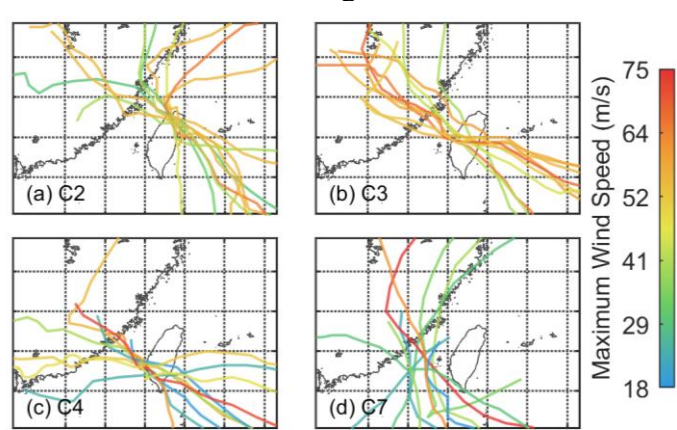 (a) C2
(b) C3
(c) C4
(d) C7
Maximum Wind Speed (m/s)
75
64
52
41
29
18